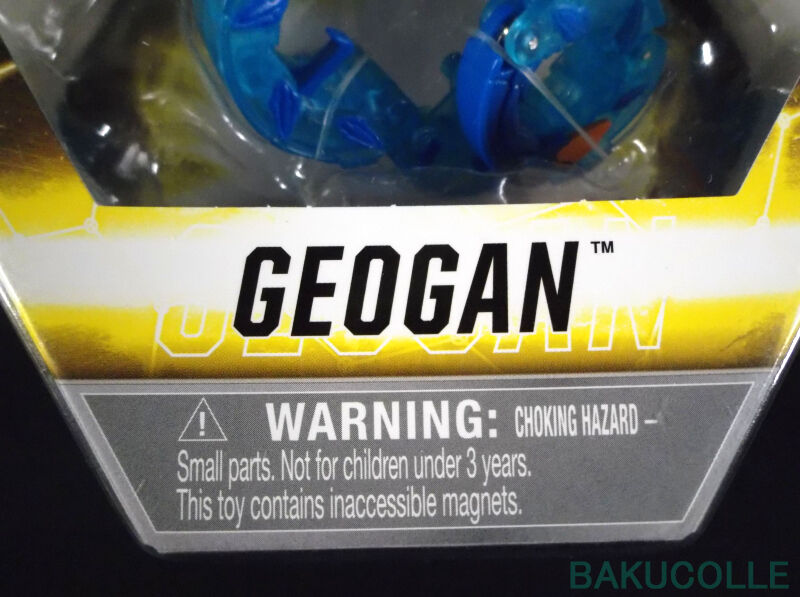 GEOGAN™
WARNING: CHOKING HAZARD –
Small parts. Not for children under 3 years.
This toy contains inaccessible magnets.
BAKUCOLLE